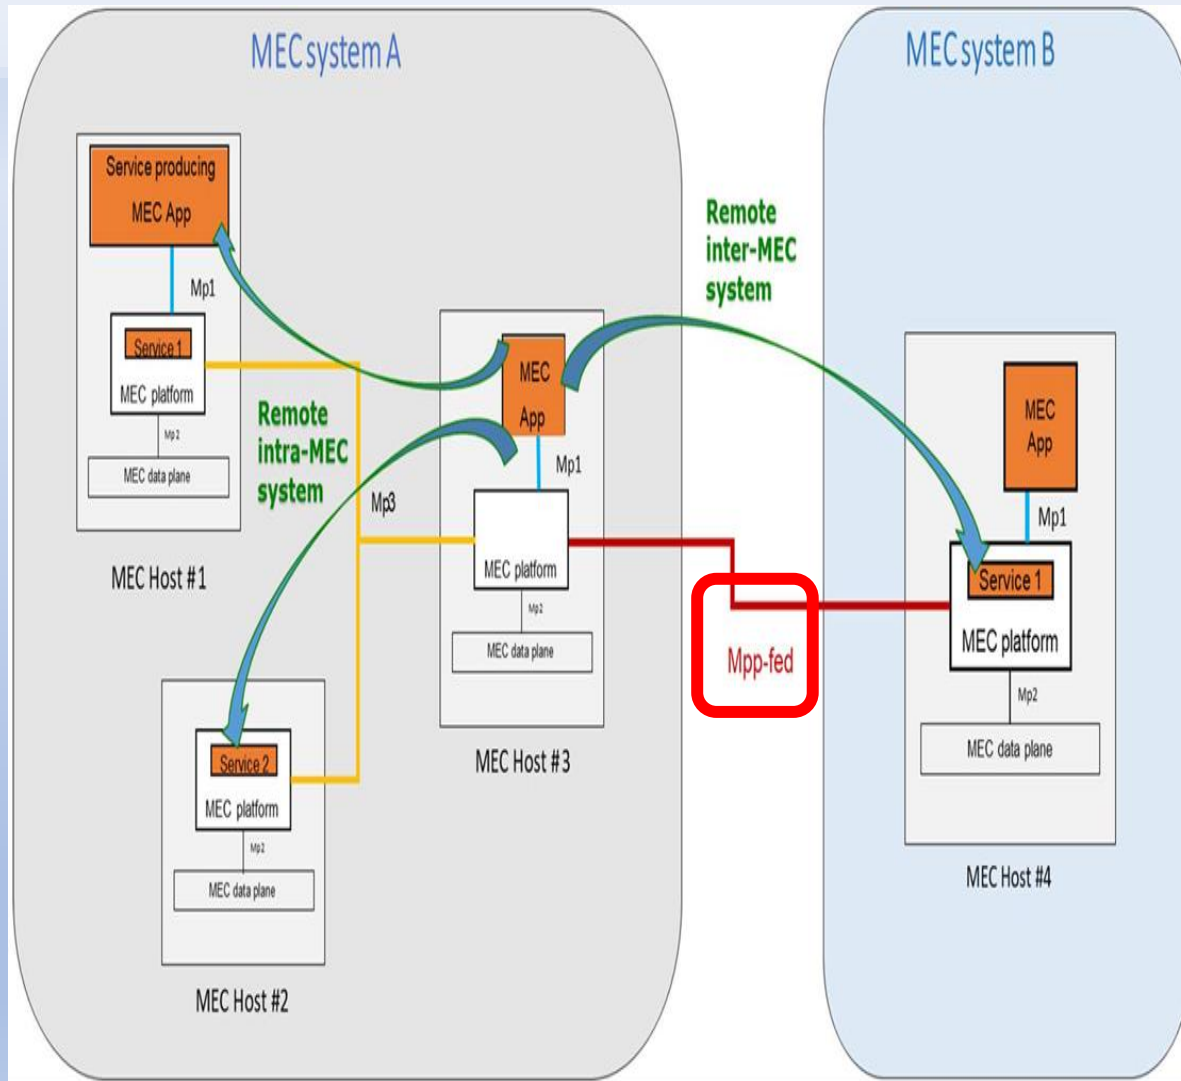 MEC system A
MEC system B
Service producing
MEC App
Mp1
Service 1
MEC platform
Mp2
MEC data plane
MEC Host #1
Remote
intra-MEC
system
Mp3
Service 2
MEC platform
Mp2
MEC data plane
MEC Host #2
MEC
App
Mp1
MEC platform
Mp2
MEC data plane
MEC Host #3
Remote
inter-MEC
system
Mpp-fed
MEC
App
Mp1
Service 1
MEC platform
Mp2
MEC data plane
MEC Host #4